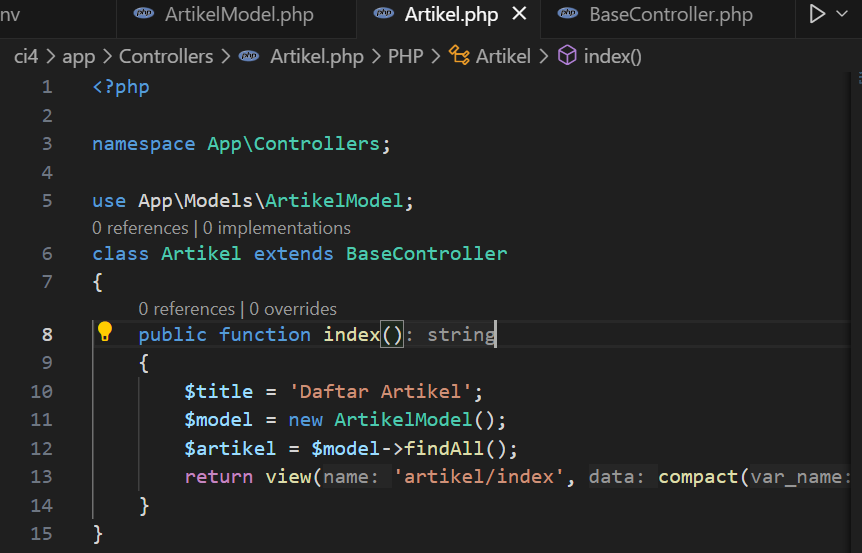 nv ArtikelModel.php Artikel.php BaseController.php
ci4 > app > Controllers > Artikel.php > PHP > Artikel > index()
1 <?php
2
3 namespace App\Controllers;
4
5 use App\Models\ArtikelModel;
0 references | 0 implementations
6 class Artikel extends BaseController
7 {
0 references | 0 overrides
8 public function index(): string
9 {
10 $title = 'Daftar Artikel';
11 $model = new ArtikelModel();
12 $artikel = $model->findAll();
13 return view(name: 'artikel/index', data: compact(var_name:
14 }
15 }